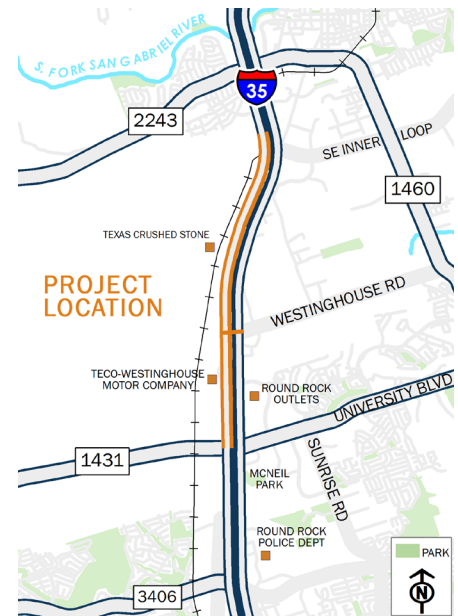 S. FORK SAN GABRIEL RIVER
35
2243
SE INNER LOOP
1460
TEXAS CRUSHED STONE
PROJECT
LOCATION
WESTINGHOUSE RD
TECO-WESTINGHOUSE
MOTOR COMPANY
ROUND ROCK
OUTLETS
UNIVERSITY BLVD
1431
SUNRISE RD
MCNEIL
PARK
ROUND ROCK
POLICE DEPT
PARK
N
3406